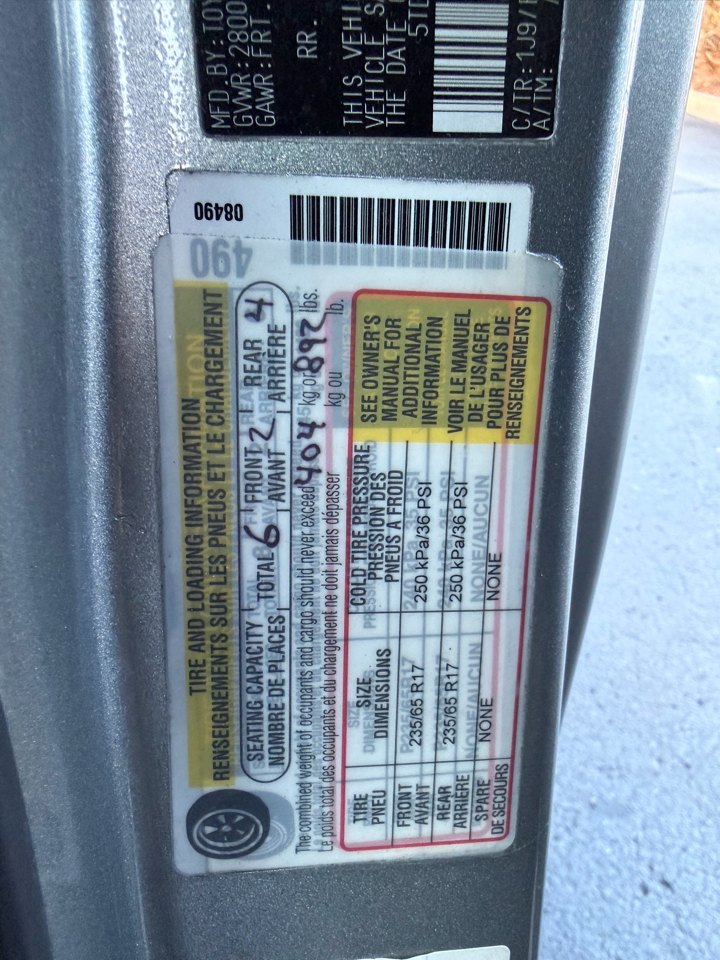 MFD.BY:TOY
GVWR:2800
GAWR:FRT.
RR.
THIS VEHI
VEHICLE S
THE DATE O
5TD
C/TR:1J9/F
A/TM:
08490
490
TIRE AND LOADING INFORMATION
RENSEIGNEMENTS SUR LES PNEUS ET LE CHARGEMENT
SEATING CAPACITY TOTAL 6 FRONT 2 REAR 4
NOMBRE DE PLACES AVANT ARRIÈRE
The combined weight of occupants and cargo should never exceed 404 kg or 892 lbs.
Le poids total des occupants et du chargement ne doit jamais dépasser kg ou lb.
TIRE SIZE COLD TIRE PRESSURE
PNEU DIMENSIONS PRESSION DES PNEUS A FROID
FRONT 235/65 R17 250 kPa/36 PSI
AVANT
REAR 235/65 R17 250 kPa/36 PSI
ARRIÈRE
SPARE NONE NONE
DE SECOURS
SEE OWNER'S
MANUAL FOR
ADDITIONAL
INFORMATION
VOIR LE MANUEL
DE L'USAGER
POUR PLUS DE
RENSEIGNEMENTS